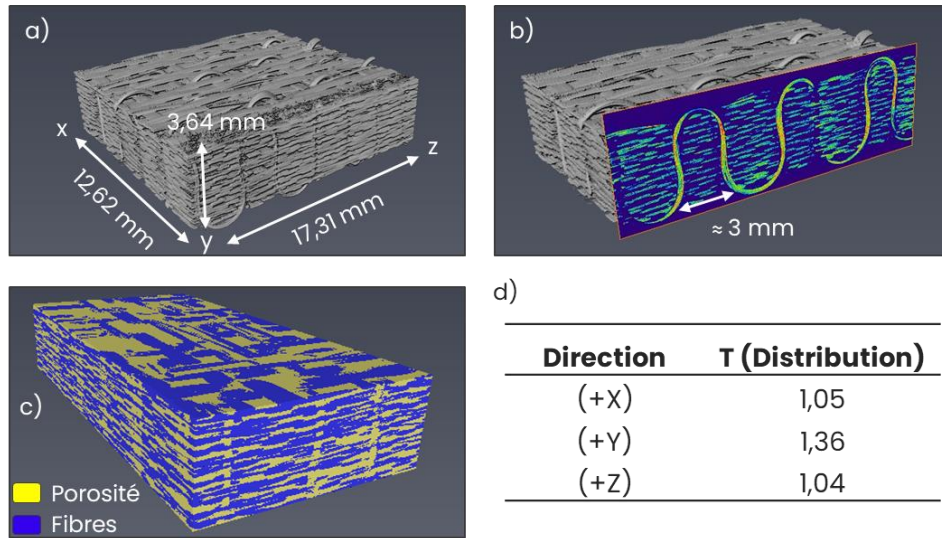 a)
3,64 mm
x
z
12,62 mm
17,31 mm
y
b)
≈ 3 mm
c)
Porosité
Fibres
d)
Direction T (Distribution)
(+X) 1,05
(+Y) 1,36
(+Z) 1,04